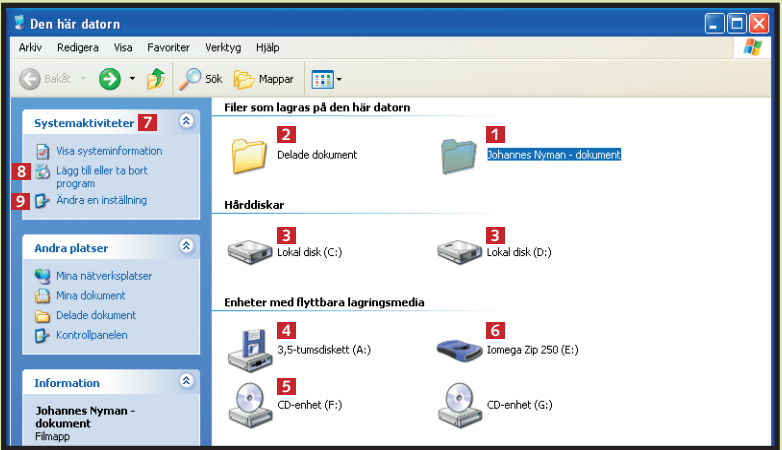 Den här datorn
Arkiv Redigera Visa Favoriter Verktyg Hjälp
Bakåt Sök Mappar
Systemaktiviteter 7
Visa systeminformation
8 Lägg till eller ta bort
program
9 Ändra en inställning
Andra platser
Mina nätverksplatser
Mina dokument
Delade dokument
Kontrollpanelen
Information
Johannes Nyman -
dokument
Filmapp
Filer som lagras på den här datorn
2
Delade dokument
1
Johannes Nyman - dokument
Hårddiskar
3
Lokal disk (C:)
3
Lokal disk (D:)
Enheter med flyttbara lagringsmedia
4
3,5-tumsdiskett (A:)
6
Iomega Zip 250 (E:)
5
CD-enhet (F:)
CD-enhet (G:)